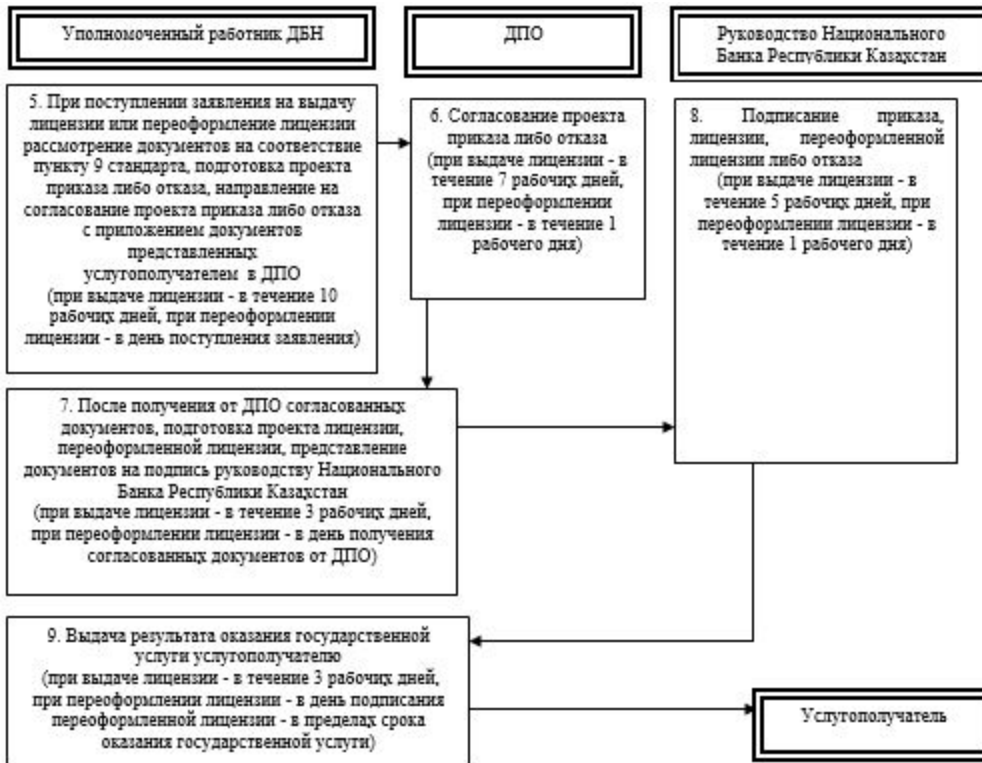 Уполномоченный работник ДБН
ДПО
Руководство Национального
Банка Республики Казахстан
5. При поступлении заявления на выдачу
лицензии или переоформление лицензии
рассмотрение документов на соответствие
пункту 9 стандарта, подготовка проекта
приказа либо отказа, направление на
согласование проекта приказа либо отказа
с приложением документов
представленных
услугополучателем в ДПО
(при выдаче лицензии - в течение 10
рабочих дней, при переоформлении
лицензии - в день поступления заявления)
6. Согласование проекта
приказа либо отказа
(при выдаче лицензии - в
течение 7 рабочих дней,
при переоформлении
лицензии - в течение 1
рабочего дня)
8. Подписание приказа,
лицензии, переоформленной
лицензии либо отказа
(при выдаче лицензии - в
течение 5 рабочих дней, при
переоформлении лицензии - в
течение 1 рабочего дня)
7. После получения от ДПО согласованных
документов, подготовка проекта лицензии,
переоформленной лицензии, представление
документов на подпись руководству Национального
Банка Республики Казахстан
(при выдаче лицензии - в течение 3 рабочих дней,
при переоформлении лицензии - в день получения
согласованных документов от ДПО)
9. Выдача результата оказания государственной
услуги услугополучателю
(при выдаче лицензии - в течение 3 рабочих дней,
при переоформлении лицензии - в день подписания
переоформленной лицензии - в пределах срока
оказания государственной услуги)
Услугополучатель